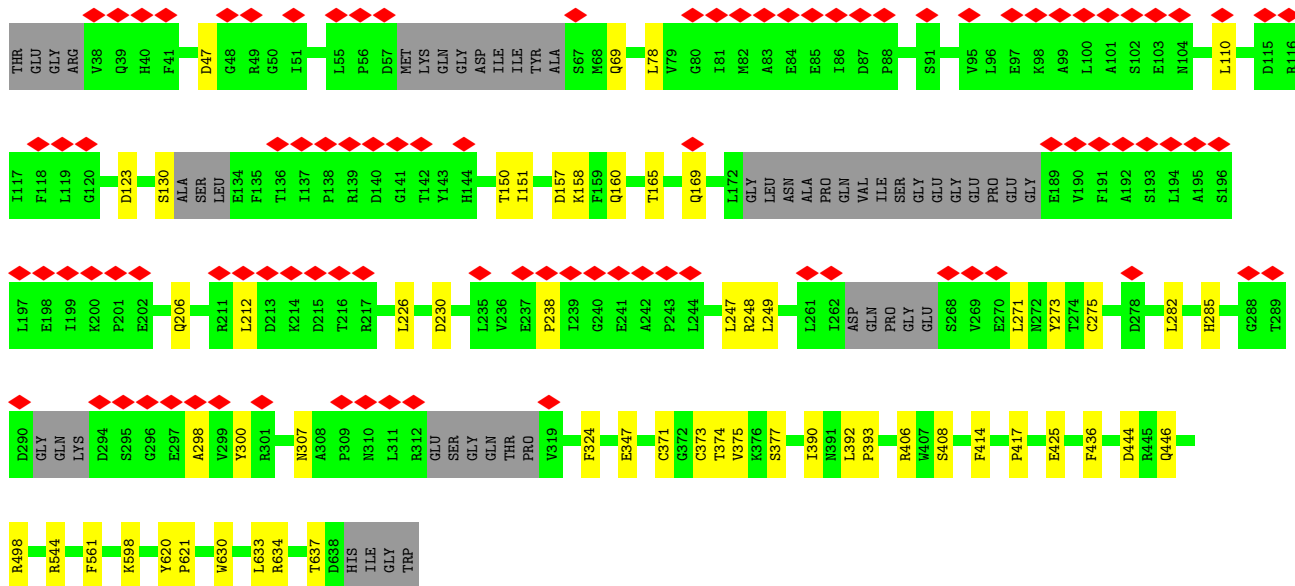 THR GLU GLY ARG V38 Q39 H40 F41 D47 G48 R49 G50 I51 L55 P56 D57 MET LYS GLN GLY ASP ILE ILE TYR ALA S67 M68 Q69 L78 V79 G80 I81 M82 A83 E84 E85 I86 D87 P88 S91 V95 L96 E97 K98 A99 L100 A101 S102 E103 N104 L110 D115 R116
I117 F118 L119 G120 D123 S130 ALA SER LEU E134 F135 T136 I137 P138 R139 D140 G141 T142 Y143 H144 T150 I151 D157 K158 F159 Q160 T165 Q169 L172 GLY LEU ASN ALA PRO GLN VAL ILE SER GLY GLU GLY GLU PRO GLU GLY E189 V190 F191 A192 S193 L194 A195 S196
L197 E198 I199 K200 P201 E202 Q206 R211 L212 D213 K214 D215 T216 R217 L226 D230 L235 V236 E237 P238 I239 G240 E241 A242 P243 L244 L247 R248 L249 L261 I262 ASP GLN PRO GLY GLU S268 V269 E270 L271 N272 Y273 T274 C275 D278 L282 H285 G288 T289
D290 GLY GLN LYS D294 S295 G296 E297 A298 V299 Y300 R301 N307 A308 P309 N310 L311 R312 GLU SER GLY GLN THR PRO V319 F324 E347 C371 G372 C373 T374 V375 K376 S377 I390 N391 L392 P393 R406 W407 S408 F414 P417 E425 F436 D444 R445 Q446
R498 R544 F561 K598 Y620 P621 W630 L633 R634 T637 D638 HIS ILE GLY TRP